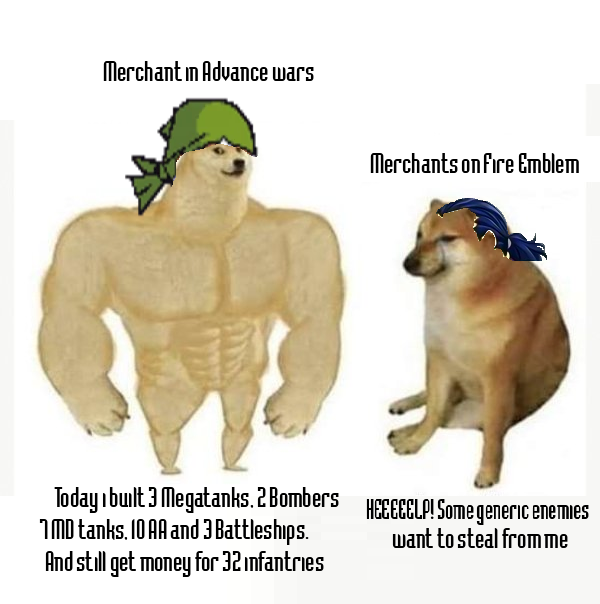 Merchant in Advance wars
Merchants on Fire Emblem
Today i built 3 Megatanks, 2 Bombers
7 MD tanks, 10 AA and 3 Battleships.
And still get money for 32 infantries
HEEEEELP! Some generic enemies
want to steal from me